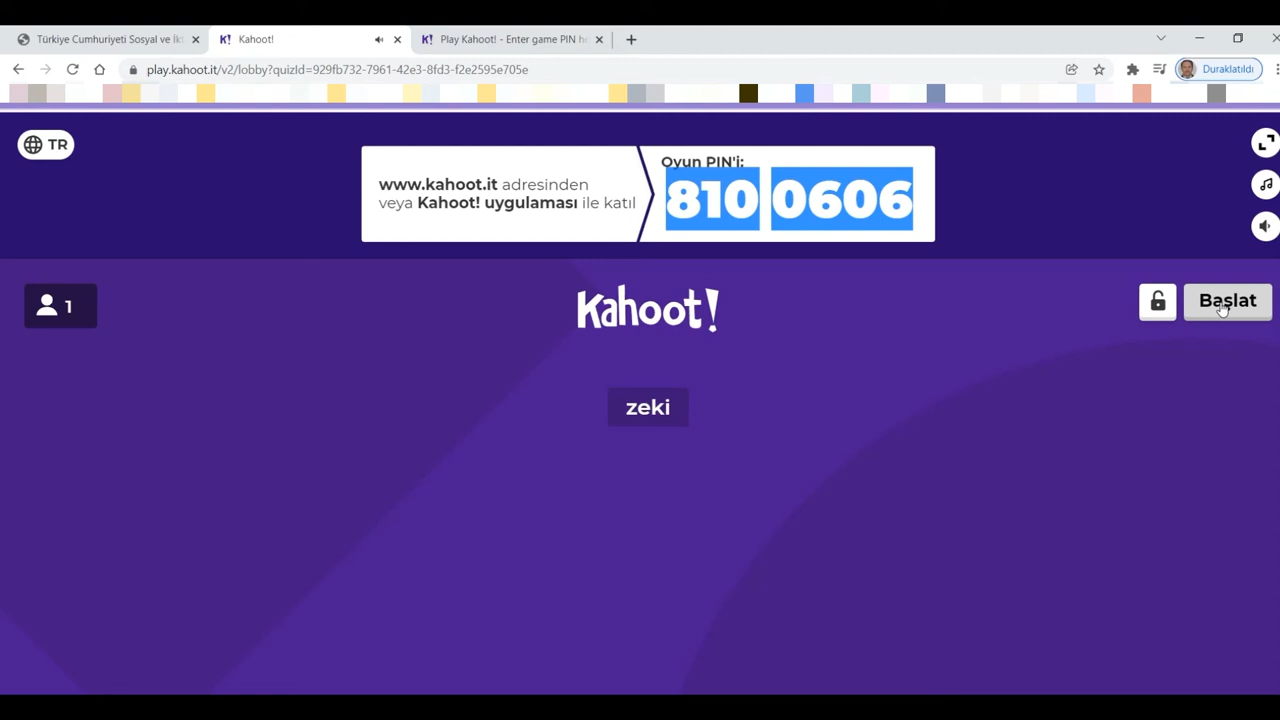 Türkiye Cumhuriyeti Sosyal ve İkt
Kahoot!
Play Kahoot! - Enter game PIN he
play.kahoot.it/v2/lobby?quizId=929fb732-7961-42e3-8fd3-f2e2595e705e
Duraklatıldı
TR
www.kahoot.it adresinden
veya Kahoot! uygulaması ile katıl
Oyun PIN'i:
810 0606
1
Kahoot!
Başlat
zeki